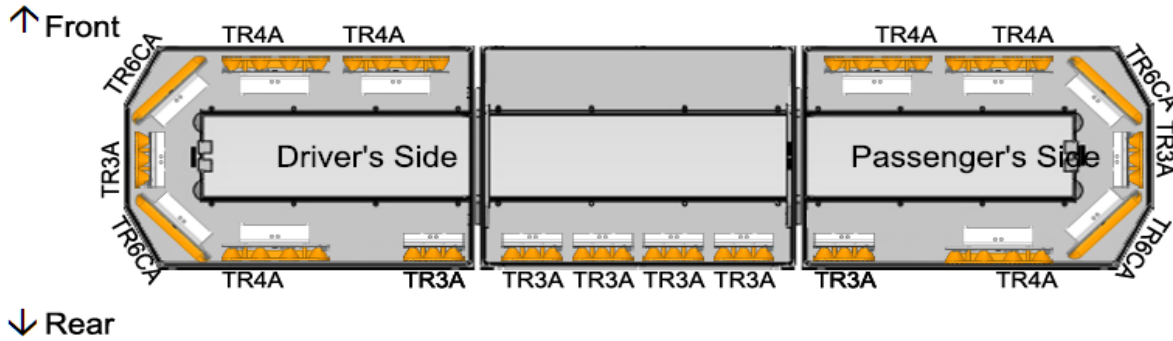 ↑ Front
TR4A TR4A TR4A TR4A
TR6CA TR6CA
TR3A Driver's Side Passenger's Side TR3A
TR6CA TR6CA
TR4A TR3A TR3A TR3A TR3A TR3A TR3A TR4A
↓ Rear